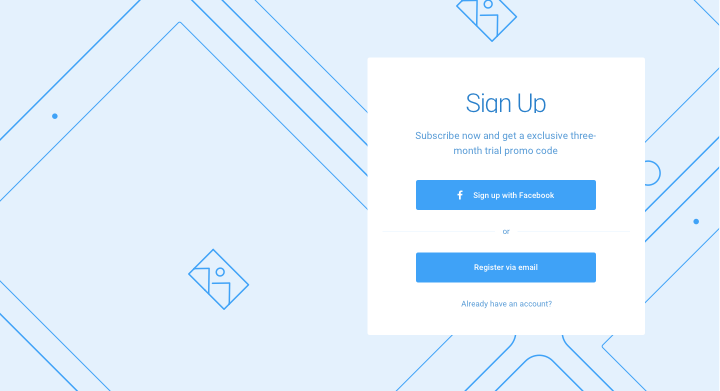 Sign Up
Subscribe now and get a exclusive three-
month trial promo code
Sign up with Facebook
or
Register via email
Already have an account?